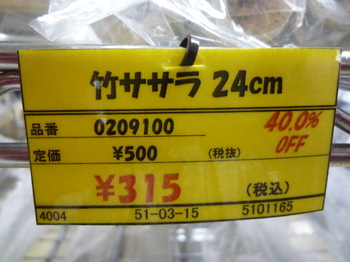 竹ササラ 24cm
品番 0209100 40.0% OFF
定価 ¥500 (税抜)
¥315 (税込)
4004 51-03-15 5101165